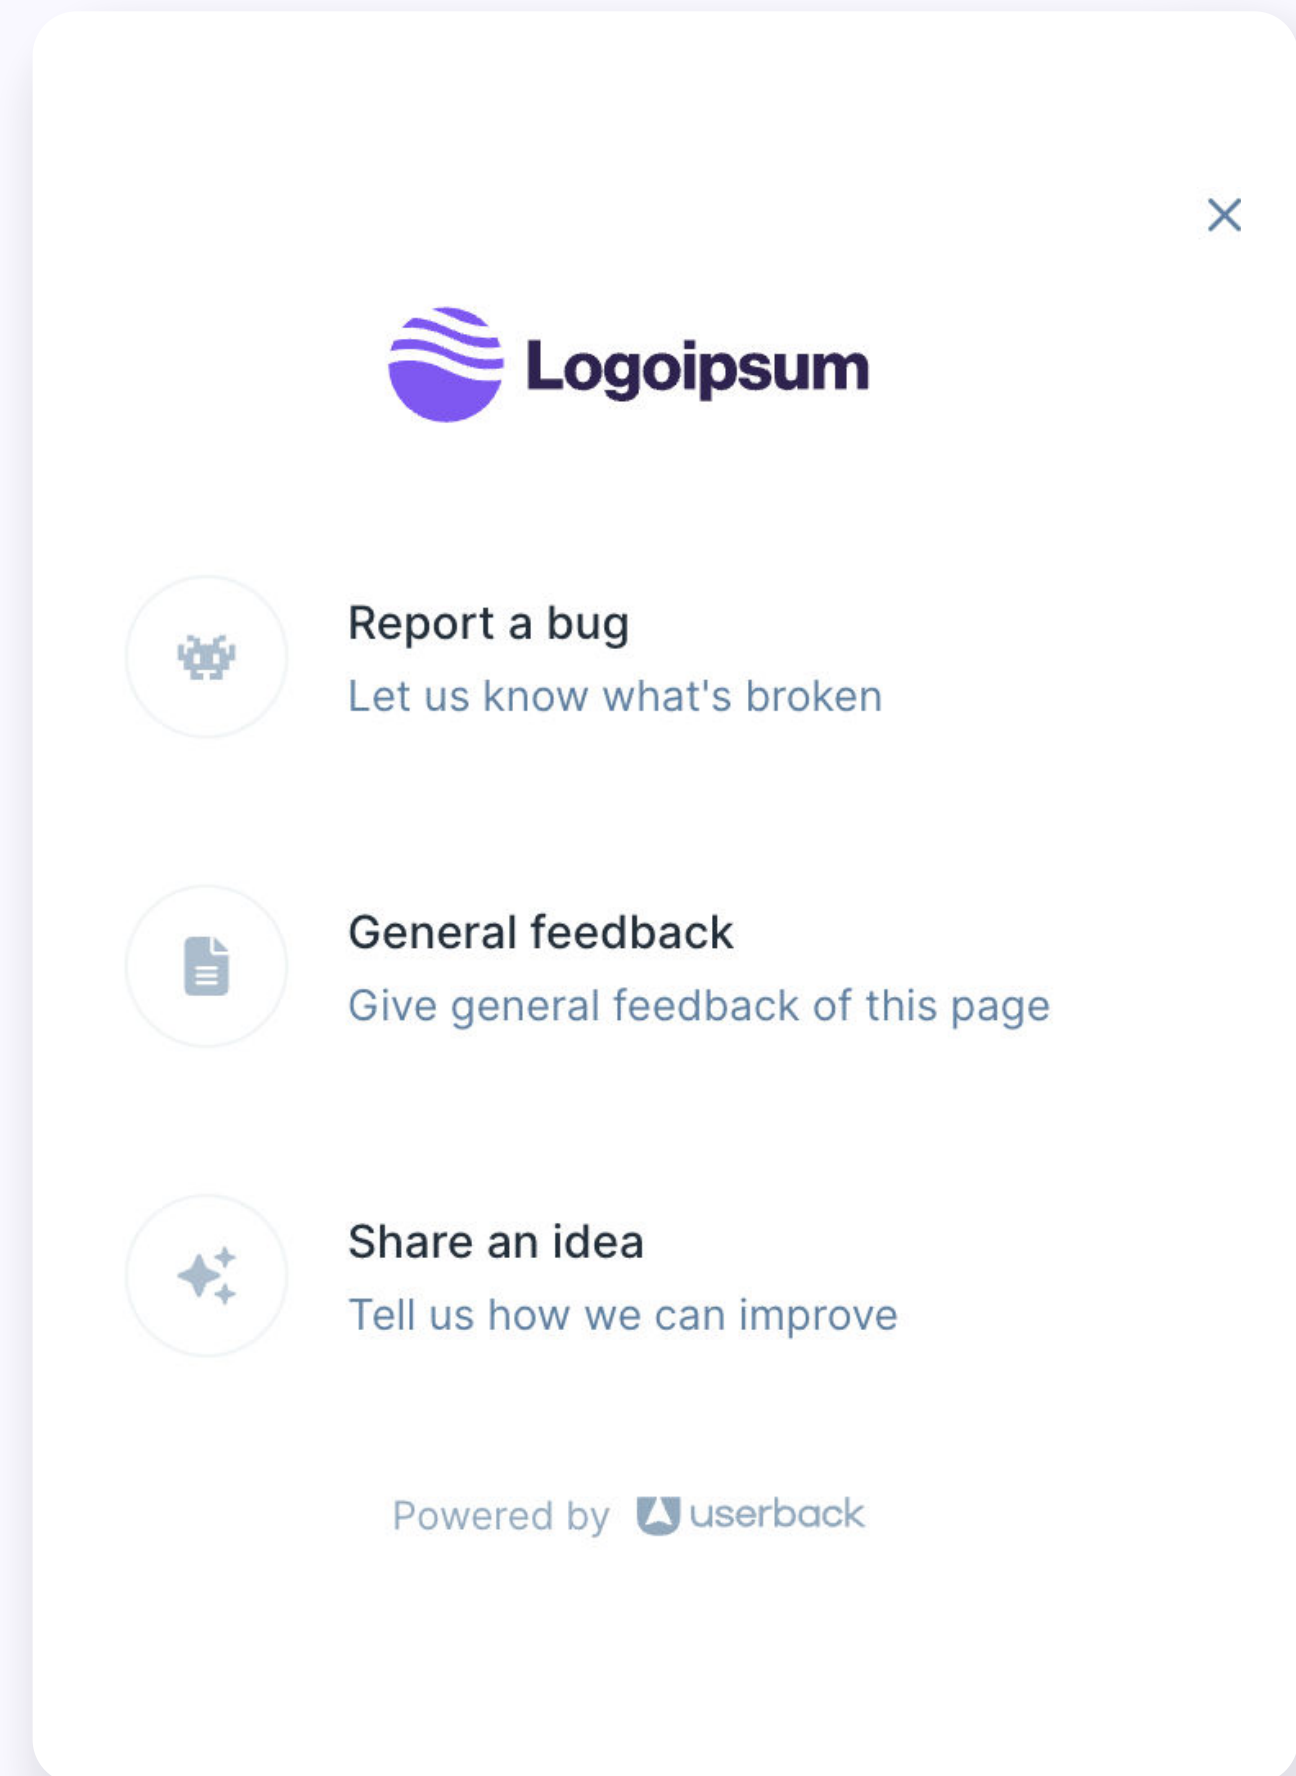 Logoipsum
Report a bug
Let us know what's broken
General feedback
Give general feedback of this page
Share an idea
Tell us how we can improve
Powered by userback